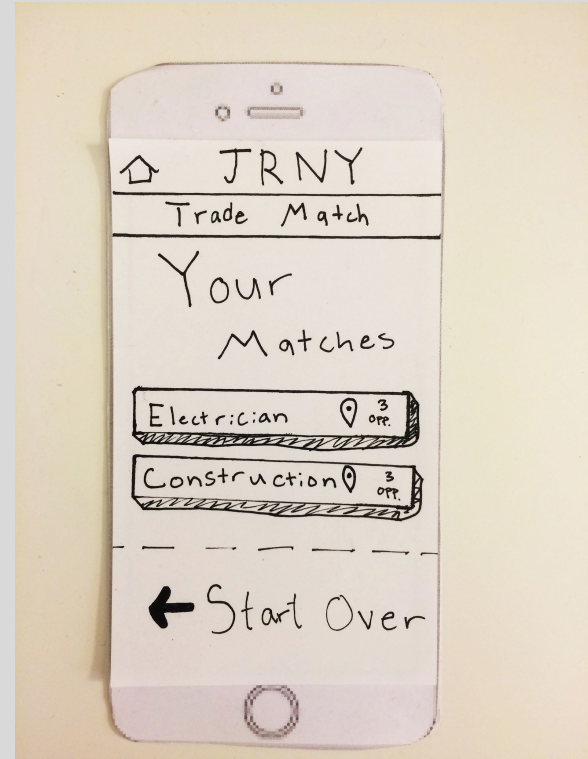 JRNY
Trade Match
Your
Matches
Electrician 3
OPP.
Construction 3
OPP.
Start Over